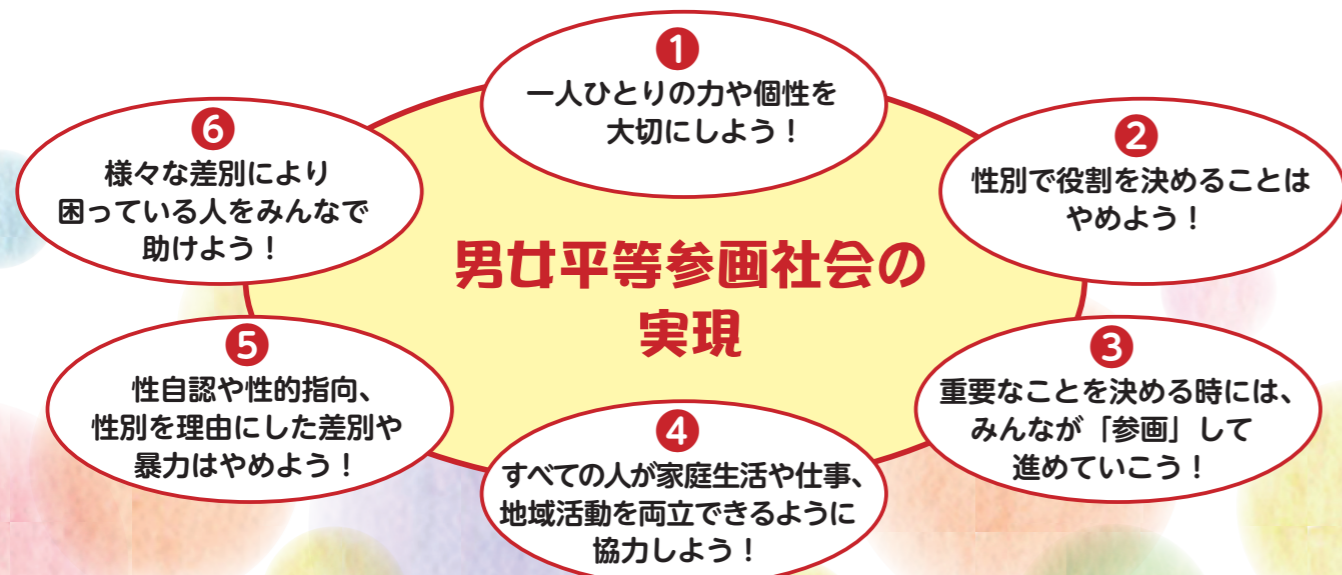 男女平等参画社会の
実現
❶
一人ひとりの力や個性を
大切にしよう！
❷
性別で役割を決めることは
やめよう！
❸
重要なことを決める時には、
みんなが「参画」して
進めていこう！
❹
すべての人が家庭生活や仕事、
地域活動を両立できるように
協力しよう！
❺
性自認や性的指向、
性別を理由にした差別や
暴力はやめよう！
❻
様々な差別により
困っている人をみんなで
助けよう！